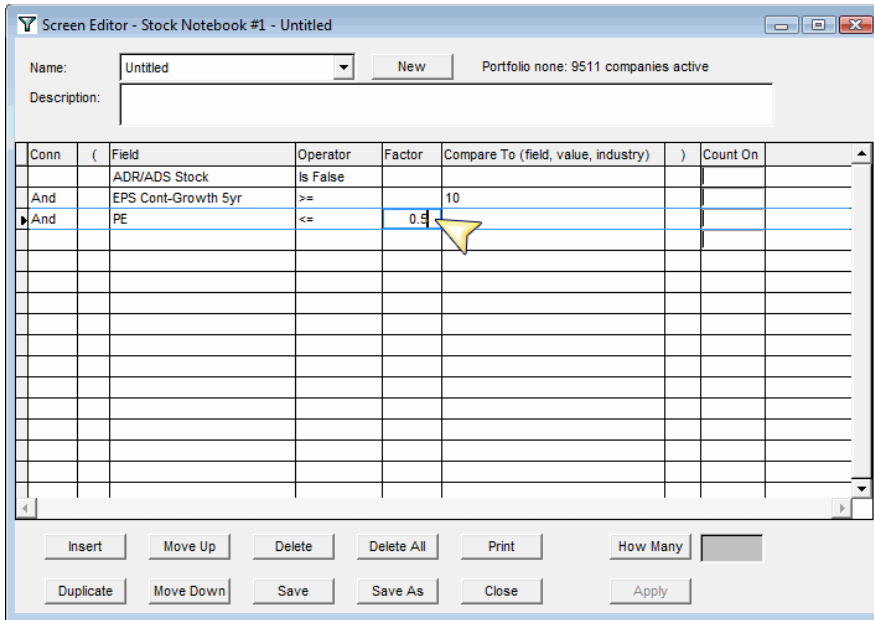 Screen Editor - Stock Notebook #1 - Untitled
Name: Untitled New Portfolio none: 9511 companies active
Description:
Conn ( Field Operator Factor Compare To (field, value, industry) ) Count On
ADR/ADS Stock Is False
And EPS Cont-Growth 5yr >= 10
And PE <= 0.5
Insert Move Up Delete Delete All Print How Many
Duplicate Move Down Save Save As Close Apply